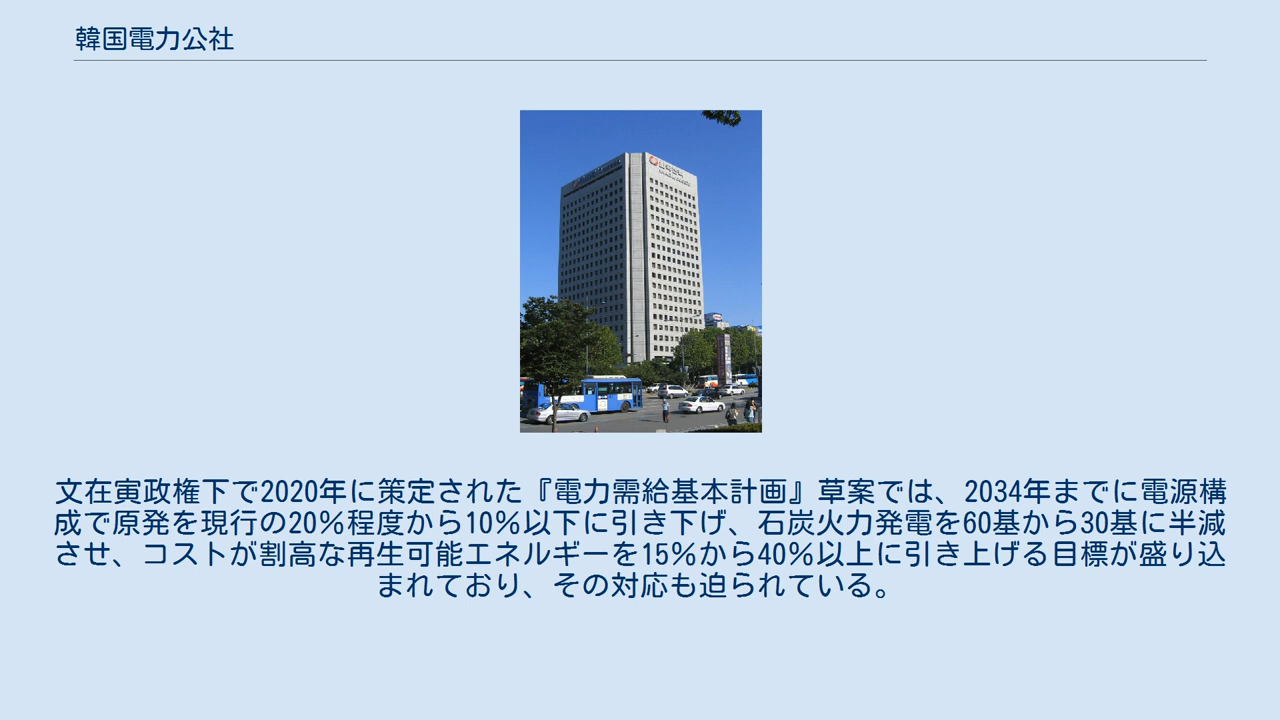 韓国電力公社
文在寅政権下で2020年に策定された『電力需給基本計画』草案では、2034年までに電源構
成で原発を現行の20％程度から10％以下に引き下げ、石炭火力発電を60基から30基に半減
させ、コストが割高な再生可能エネルギーを15％から40％以上に引き上げる目標が盛り込
まれており、その対応も迫られている。